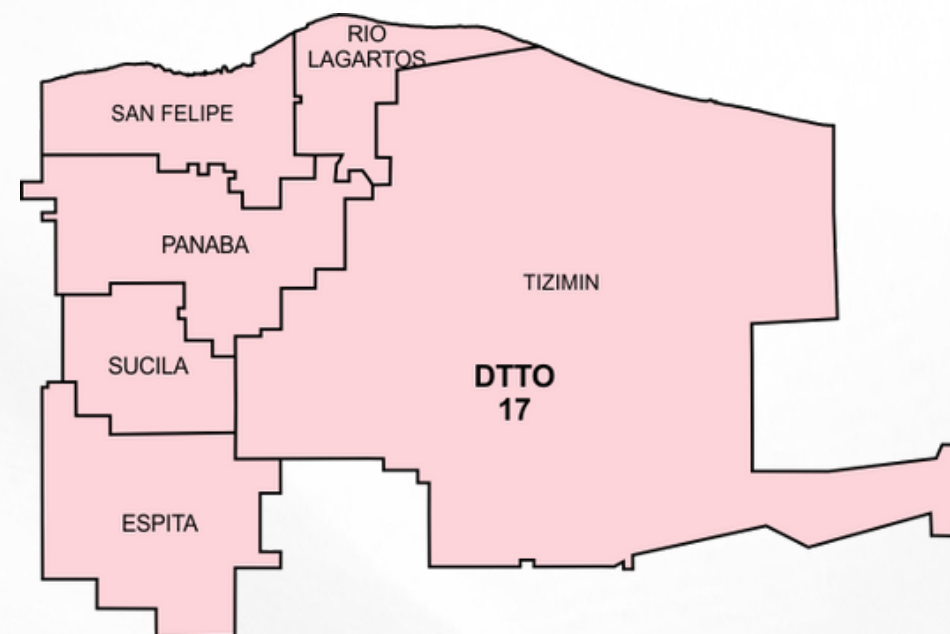 RIO
LAGARTOS
SAN FELIPE
PANABA
TIZIMIN
SUCILA
DTTO
17
ESPITA